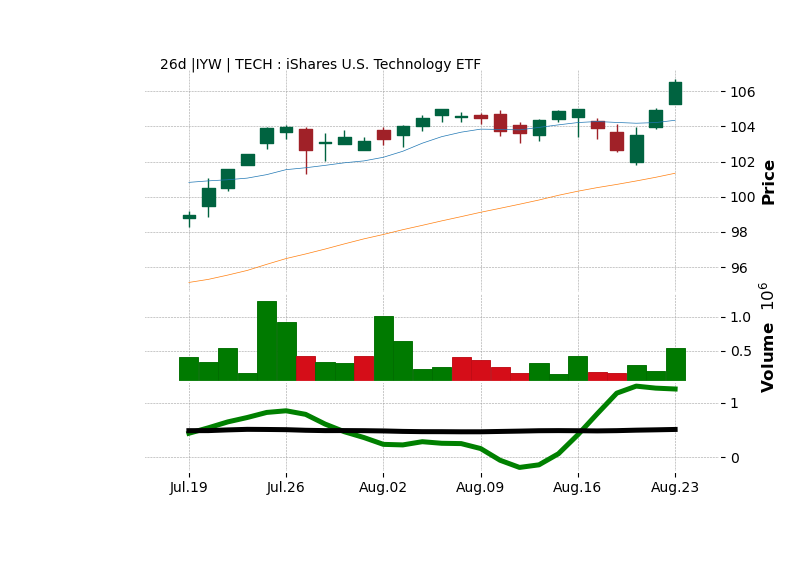 26d |IYW | TECH : iShares U.S. Technology ETF
106
104
102
100
98
96
Price
10^6
1.0
0.5
Volume
1
0
Jul.19 Jul.26 Aug.02 Aug.09 Aug.16 Aug.23